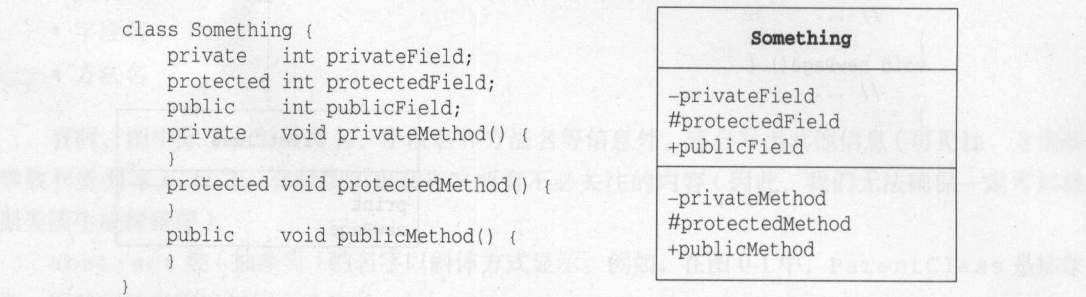 class Something {
private int privateField;
protected int protectedField;
public int publicField;
private void privateMethod() {
}
protected void protectedMethod() {
}
public void publicMethod() {
}
}
Something
-privateField
#protectedField
+publicField
-privateMethod
#protectedMethod
+publicMethod